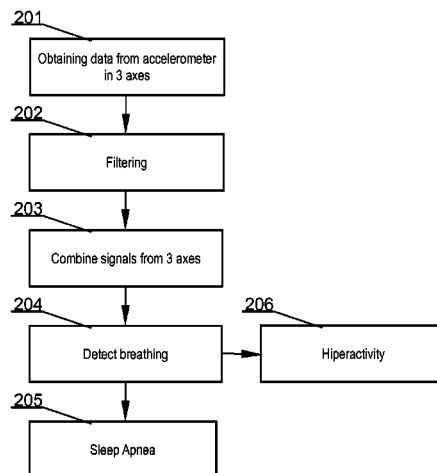 201
Obtaining data from accelerometer
in 3 axes
202
Filtering
203
Combine signals from 3 axes
204
Detect breathing
206
Hiperactivity
205
Sleep Apnea